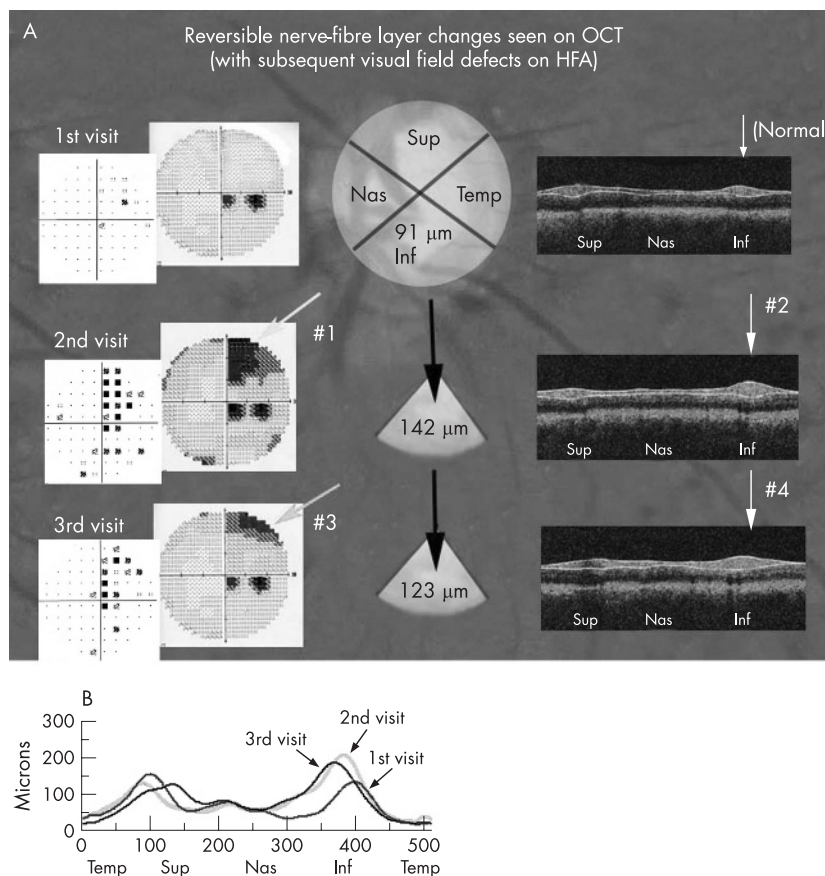 A
Reversible nerve-fibre layer changes seen on OCT
(with subsequent visual field defects on HFA)
1st visit
Sup
Nas
Temp
91 μm
Inf
(Normal
Sup Nas Inf
2nd visit
#1
142 μm
#2
Sup Nas Inf
3rd visit
#3
123 μm
#4
Sup Nas Inf
B
Microns
300
200
100
0
3rd visit
2nd visit
1st visit
0 100 200 300 400 500
Temp Sup Nas Inf Temp